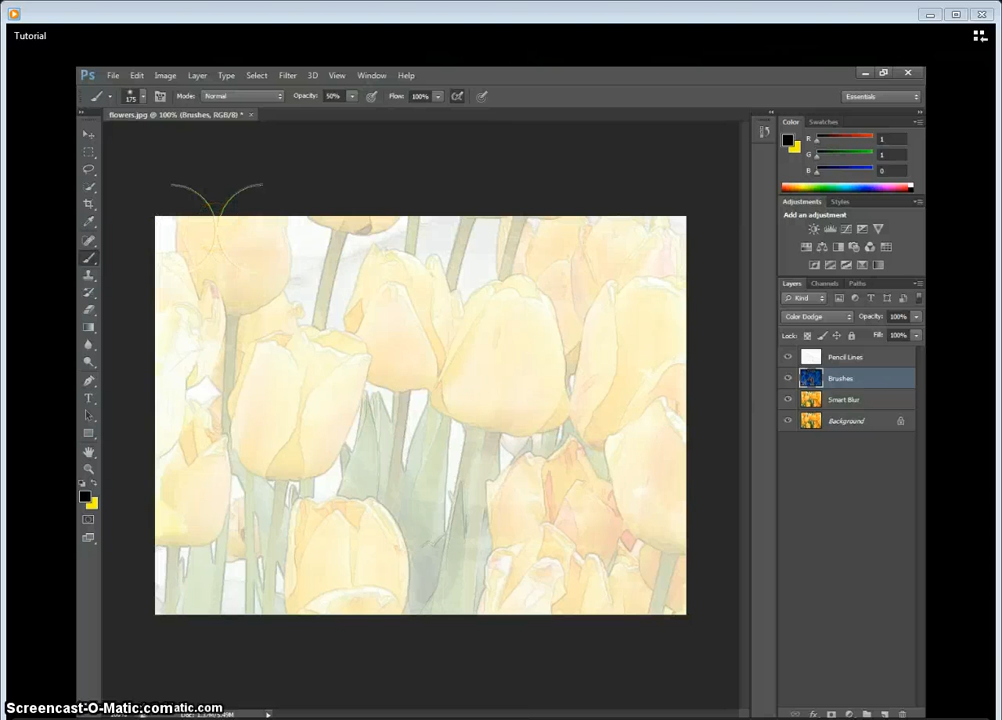 Tutorial
Ps File Edit Image Layer Type Select Filter 3D View Window Help
175 Mode: Normal Opacity: 50% Flow: 100% Essentials
flowers.jpg @ 100% (Brushes, RGB/8) * ×
Color Swatches
R 1
G 1
B 0
Adjustments Styles
Add an adjustment
Layers Channels Paths
Kind
Color Dodge Opacity: 100%
Lock: Fill: 100%
Pencil Lines
Brushes
Smart Blur
Background
Screencast-O-Matic.comatic.com